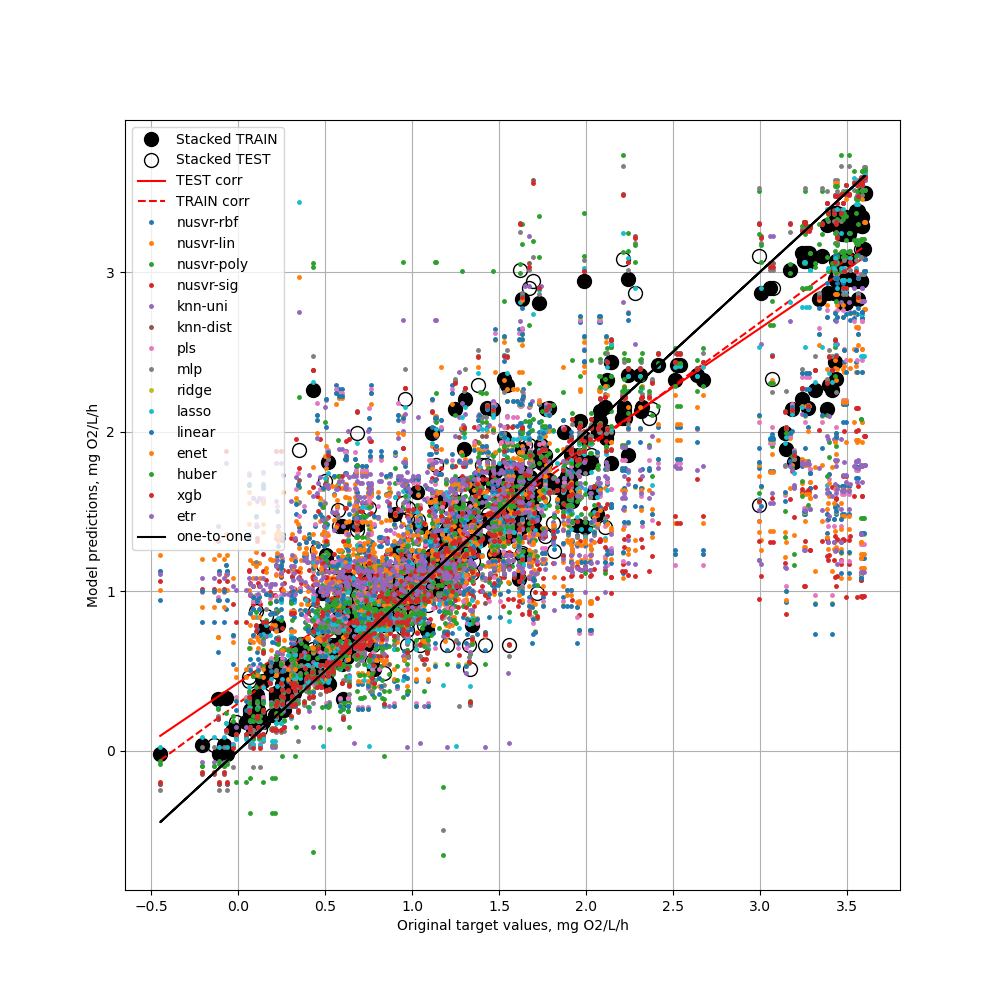 Stacked TRAIN
Stacked TEST
TEST corr
TRAIN corr
nusvr-rbf
nusvr-lin
nusvr-poly
nusvr-sig
knn-uni
knn-dist
pls
mlp
ridge
lasso
linear
enet
huber
xgb
etr
one-to-one
3
2
1
0
Model predictions, mg O2/L/h
−0.5 0.0 0.5 1.0 1.5 2.0 2.5 3.0 3.5
Original target values, mg O2/L/h